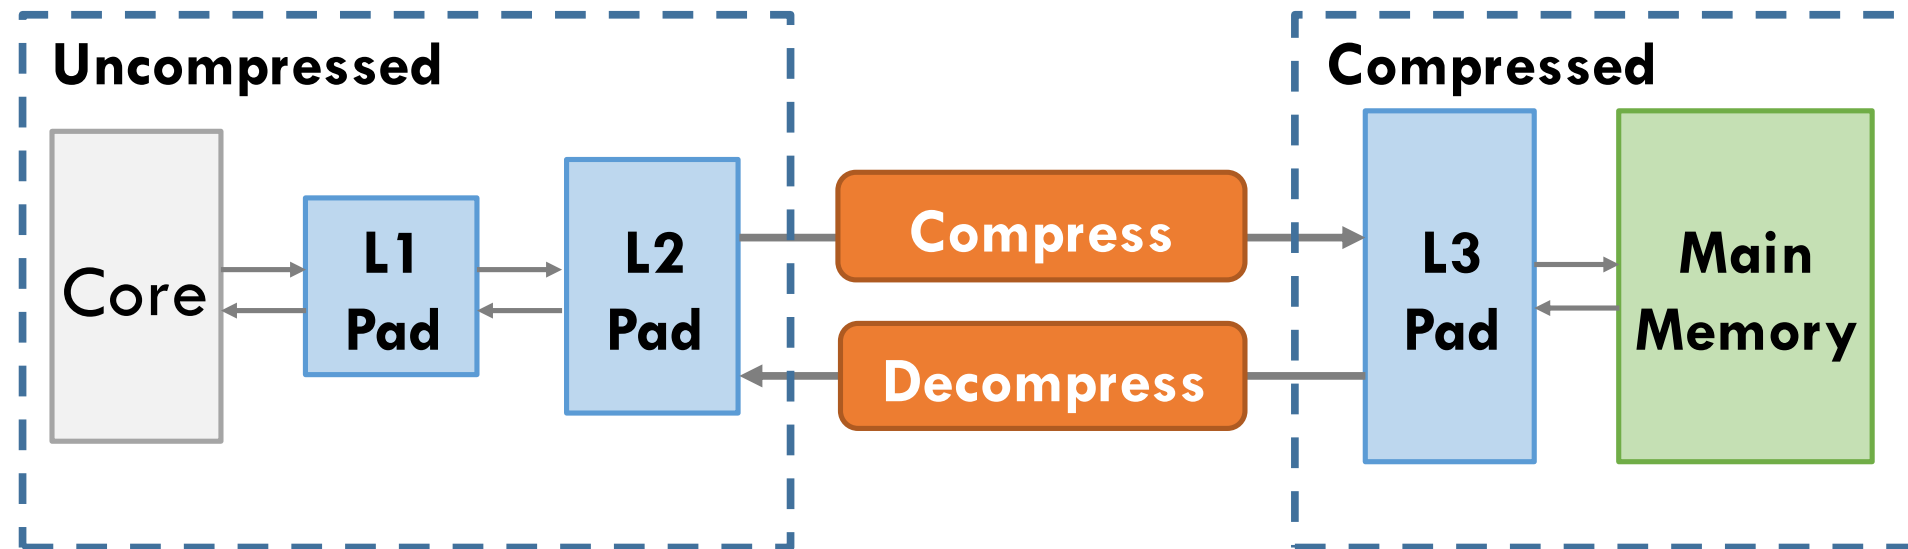 Uncompressed
Compressed
Core
L1
Pad
L2
Pad
Compress
Decompress
L3
Pad
Main
Memory